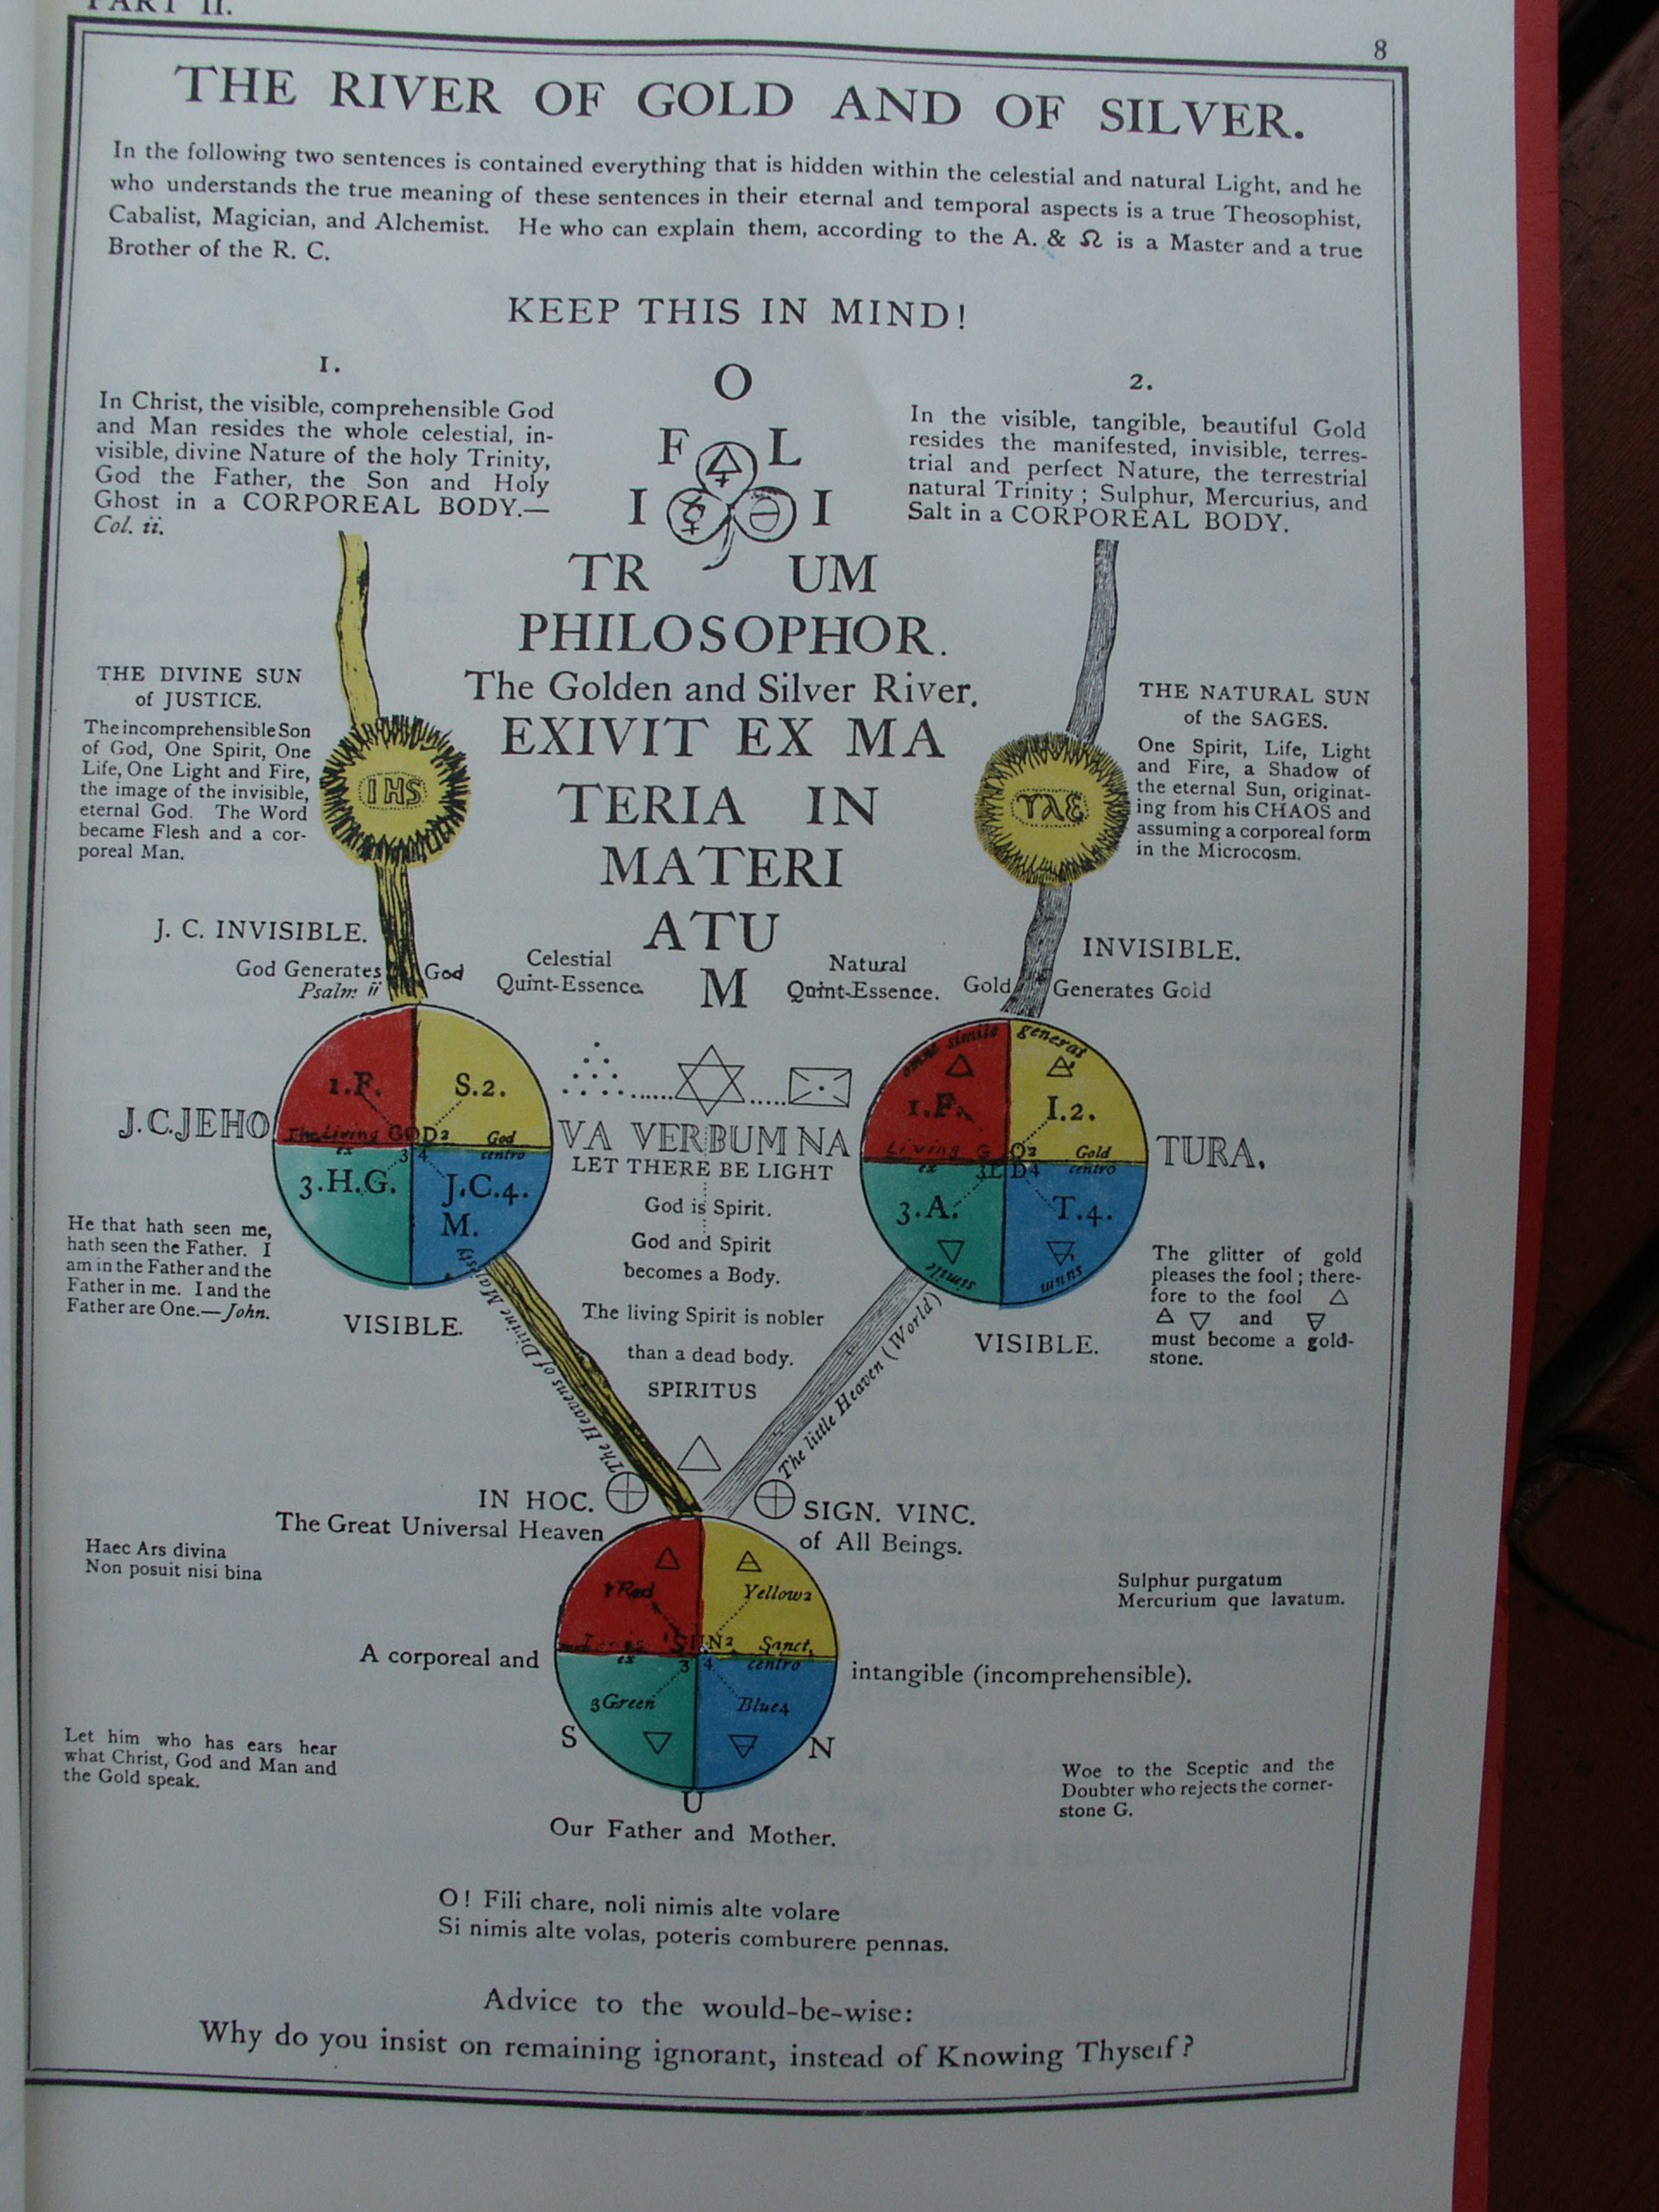 PART II.
8
THE RIVER OF GOLD AND OF SILVER.
In the following two sentences is contained everything that is hidden within the celestial and natural Light, and he
who understands the true meaning of these sentences in their eternal and temporal aspects is a true Theosophist,
Cabalist, Magician, and Alchemist. He who can explain them, according to the A. & Ω is a Master and a true
Brother of the R. C.
KEEP THIS IN MIND!
1.
In Christ, the visible, comprehensible God
and Man resides the whole celestial, in-
visible, divine Nature of the holy Trinity,
God the Father, the Son and Holy
Ghost in a CORPOREAL BODY.—
Col. ii.
2.
In the visible, tangible, beautiful Gold
resides the manifested, invisible, terres-
trial and perfect Nature, the terrestrial
natural Trinity; Sulphur, Mercurius, and
Salt in a CORPOREAL BODY.
O
F L
I I
TR UM
PHILOSOPHOR.
The Golden and Silver River.
EXIVIT EX MA
TERIA IN
MATERI
ATU
M
THE DIVINE SUN
of JUSTICE.
The incomprehensible Son
of God, One Spirit, One
Life, One Light and Fire,
the image of the invisible,
eternal God. The Word
became Flesh and a cor-
poreal Man.
IHS
THE NATURAL SUN
of the SAGES.
One Spirit, Life, Light
and Fire, a Shadow of
the eternal Sun, originat-
ing from his CHAOS and
assuming a corporeal form
in the Microcosm.
J. C. INVISIBLE.
God Generates God
Psalm ii
Celestial
Quint-Essence
Natural
Quint-Essence.
INVISIBLE.
Gold Generates Gold
J.C.JEHO VA VERBUM NA TURA.
1.F. S.2.
The Living GOD2 God
ex 3 4 centro
3.H.G. J.C.4.
M.
omne simile generat
1.F. I.2.
Living G O2 Gold
ex 3L D4 centro
3.A. T.4.
simile suum
LET THERE BE LIGHT
God is Spirit.
God and Spirit
becomes a Body.
The living Spirit is nobler
than a dead body.
SPIRITUS
He that hath seen me,
hath seen the Father. I
am in the Father and the
Father in me. I and the
Father are One.—John.
VISIBLE.
VISIBLE.
The glitter of gold
pleases the fool; there-
fore to the fool △
🜁 ▽ and 🜃
must become a gold-
stone.
The Heavens of Divine Majesty
The little Heaven (World)
IN HOC.
SIGN. VINC.
The Great Universal Heaven
of All Beings.
Haec Ars divina
Non posuit nisi bina
Sulphur purgatum
Mercurium que lavatum.
Red Yellow2
SUN2 Sanct.
ex 3 4 centro
3Green Blue4
A corporeal and
intangible (incomprehensible).
S N
U
Let him who has ears hear
what Christ, God and Man and
the Gold speak.
Woe to the Sceptic and the
Doubter who rejects the corner-
stone G.
Our Father and Mother.
O! Fili chare, noli nimis alte volare
Si nimis alte volas, poteris comburere pennas.
Advice to the would-be-wise:
Why do you insist on remaining ignorant, instead of Knowing Thyself?